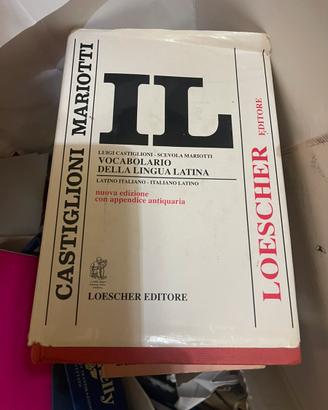 CASTIGLIONI MARIOTTI
IL
LUIGI CASTIGLIONI - SCEVOLA MARIOTTI
VOCABOLARIO
DELLA LINGUA LATINA
LATINO ITALIANO - ITALIANO LATINO
nuova edizione
con appendice antiquaria
LOESCHER EDITORE
LOESCHER EDITORE